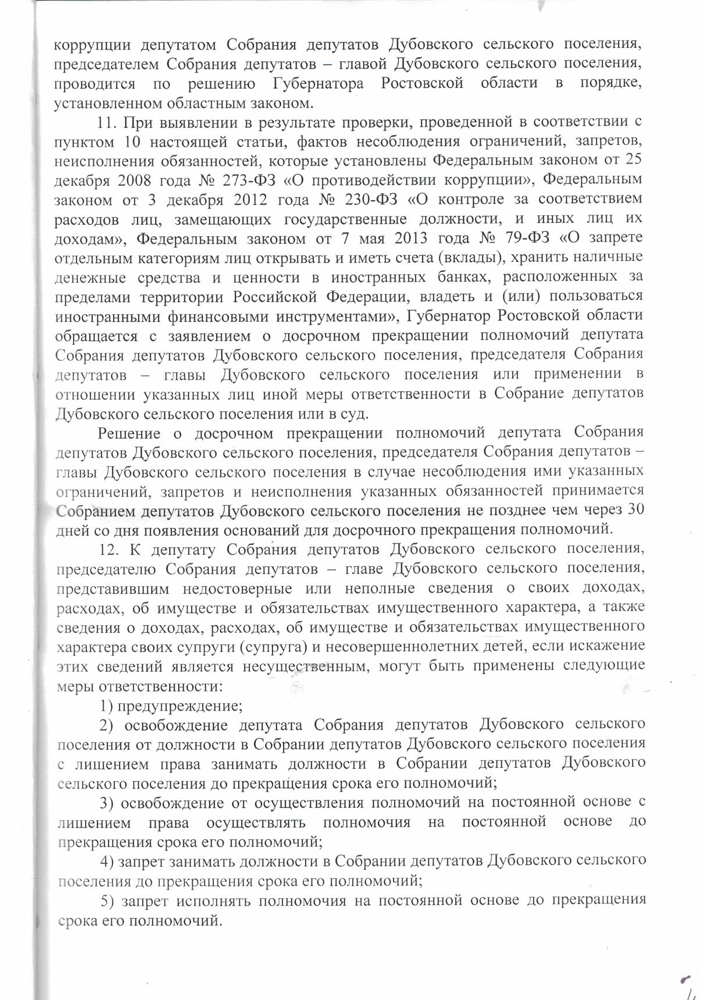 коррупции депутатом Собрания депутатов Дубовского сельского поселения,
председателем Собрания депутатов – главой Дубовского сельского поселения,
проводится по решению Губернатора Ростовской области в порядке,
установленном областным законом.
11. При выявлении в результате проверки, проведенной в соответствии с
пунктом 10 настоящей статьи, фактов несоблюдения ограничений, запретов,
неисполнения обязанностей, которые установлены Федеральным законом от 25
декабря 2008 года № 273-ФЗ «О противодействии коррупции», Федеральным
законом от 3 декабря 2012 года № 230-ФЗ «О контроле за соответствием
расходов лиц, замещающих государственные должности, и иных лиц их
доходам», Федеральным законом от 7 мая 2013 года № 79-ФЗ «О запрете
отдельным категориям лиц открывать и иметь счета (вклады), хранить наличные
денежные средства и ценности в иностранных банках, расположенных за
пределами территории Российской Федерации, владеть и (или) пользоваться
иностранными финансовыми инструментами», Губернатор Ростовской области
обращается с заявлением о досрочном прекращении полномочий депутата
Собрания депутатов Дубовского сельского поселения, председателя Собрания
депутатов – главы Дубовского сельского поселения или применении в
отношении указанных лиц иной меры ответственности в Собрание депутатов
Дубовского сельского поселения или в суд.
Решение о досрочном прекращении полномочий депутата Собрания
депутатов Дубовского сельского поселения, председателя Собрания депутатов –
главы Дубовского сельского поселения в случае несоблюдения ими указанных
ограничений, запретов и неисполнения указанных обязанностей принимается
Собранием депутатов Дубовского сельского поселения не позднее чем через 30
дней со дня появления оснований для досрочного прекращения полномочий.
12. К депутату Собрания депутатов Дубовского сельского поселения,
председателю Собрания депутатов – главе Дубовского сельского поселения,
представившим недостоверные или неполные сведения о своих доходах,
расходах, об имуществе и обязательствах имущественного характера, а также
сведения о доходах, расходах, об имуществе и обязательствах имущественного
характера своих супруги (супруга) и несовершеннолетних детей, если искажение
этих сведений является несущественным, могут быть применены следующие
меры ответственности:
1) предупреждение;
2) освобождение депутата Собрания депутатов Дубовского сельского
поселения от должности в Собрании депутатов Дубовского сельского поселения
с лишением права занимать должности в Собрании депутатов Дубовского
сельского поселения до прекращения срока его полномочий;
3) освобождение от осуществления полномочий на постоянной основе с
лишением права осуществлять полномочия на постоянной основе до
прекращения срока его полномочий;
4) запрет занимать должности в Собрании депутатов Дубовского сельского
поселения до прекращения срока его полномочий;
5) запрет исполнять полномочия на постоянной основе до прекращения
срока его полномочий.